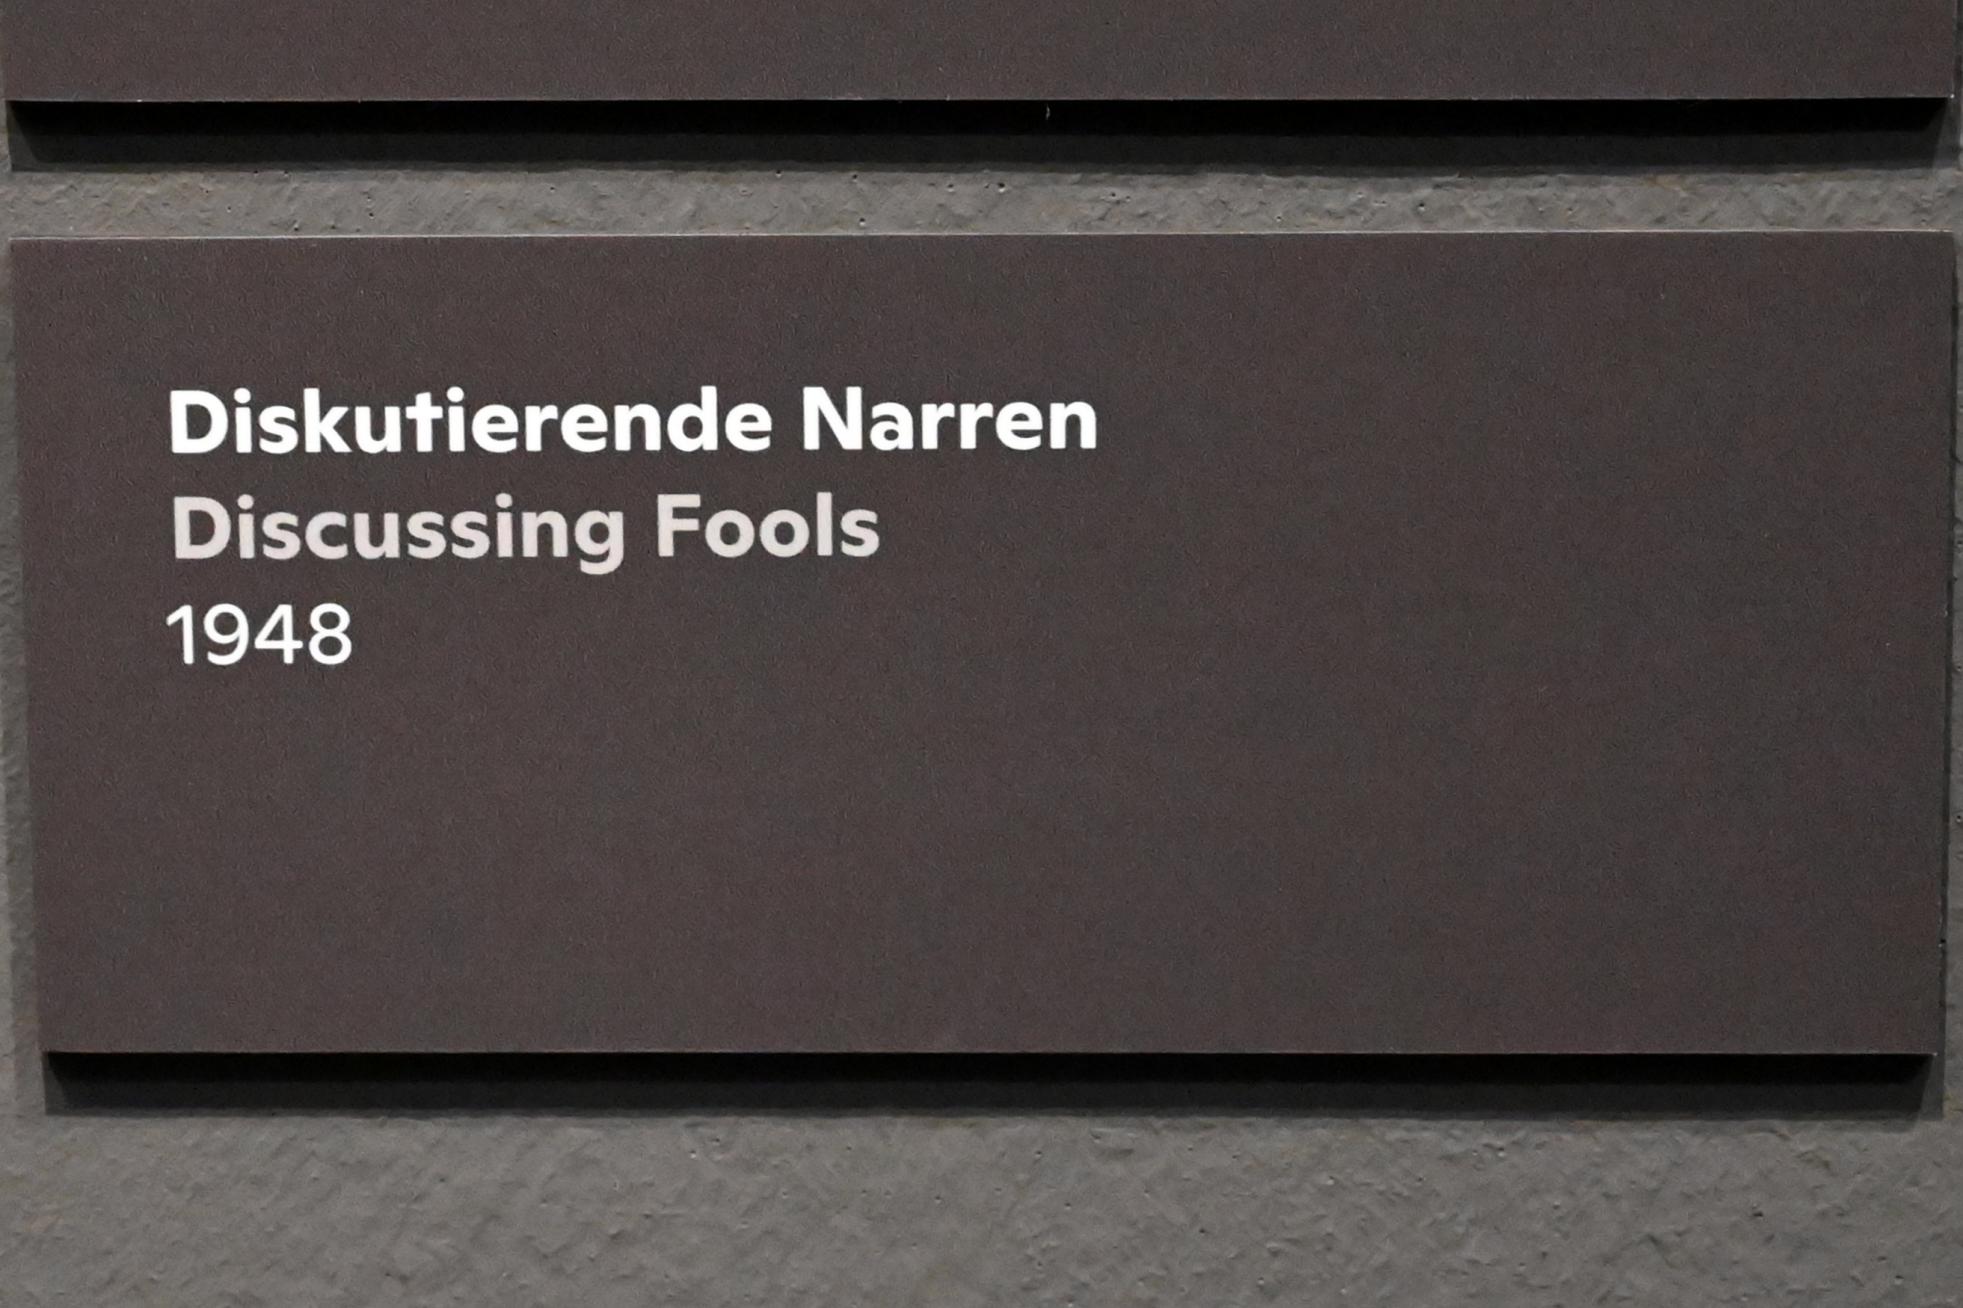 Diskutierende Narren
Discussing Fools
1948